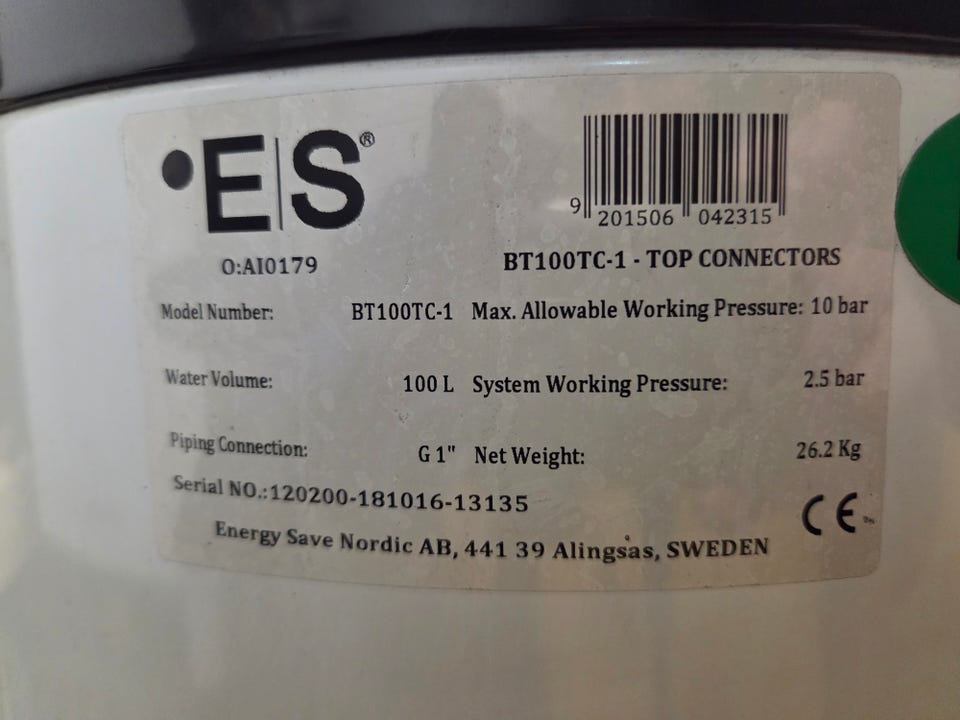 •E|S®
9 201506 042315
O:AI0179
BT100TC-1 - TOP CONNECTORS
Model Number: BT100TC-1 Max. Allowable Working Pressure: 10 bar
Water Volume: 100 L System Working Pressure: 2.5 bar
Piping Connection: G 1" Net Weight: 26.2 Kg
Serial NO.:120200-181016-13135
CE
Energy Save Nordic AB, 441 39 Alingsås, SWEDEN